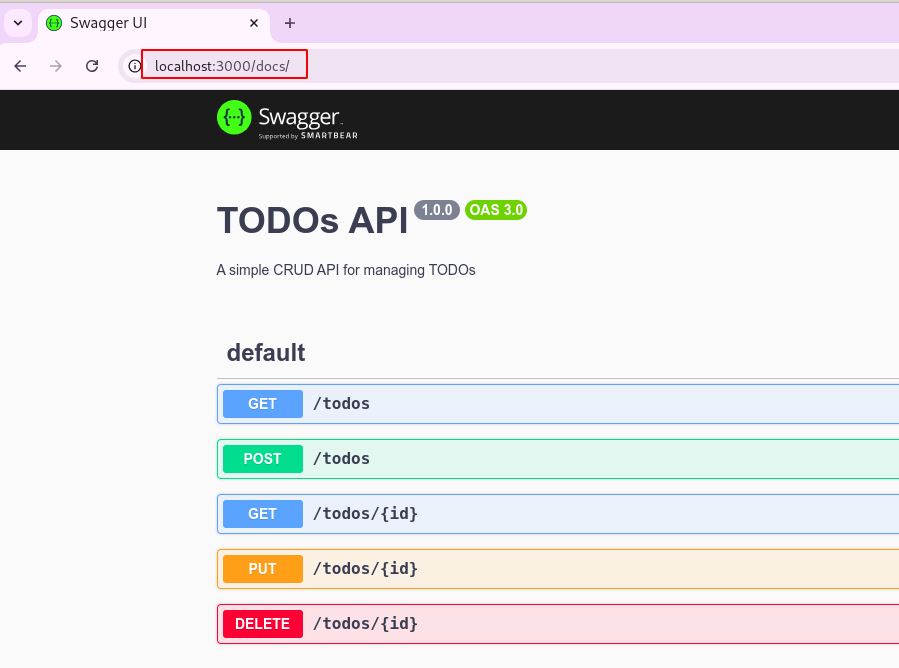 Swagger UI
localhost:3000/docs/
Swagger
Supported by SMARTBEAR
TODOs API 1.0.0 OAS 3.0
A simple CRUD API for managing TODOs
default
GET /todos
POST /todos
GET /todos/{id}
PUT /todos/{id}
DELETE /todos/{id}